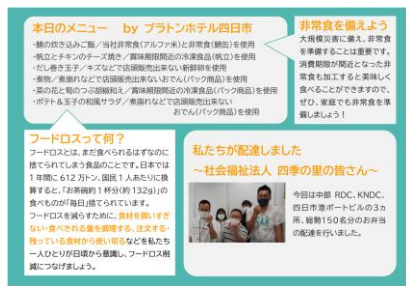 本日のメニュー by プラトンホテル四日市
・鯖の炊き込みご飯／当社非常食(アルファ米)と非常食(鯖缶)を使用
・帆立とチキンのチーズ焼き／賞味期限間近の冷凍食品(帆立)を使用
・だし巻き玉子／キズなどで店頭販売出来ない新鮮卵を使用
・煮物／煮崩れなどで店頭販売出来ないおでん(パック商品)を使用
・菜の花と筍のつぶ胡椒和え／賞味期限間近の冷凍食品(パック商品)を使用
・ポテト&玉子の和風サラダ／煮崩れなどで店頭販売出来ない
おでん(パック商品)を使用
非常食を備えよう
大規模災害に備え、非常食
を準備することは重要です。
消費期限が間近となった非
常食も加工すると美味しく
食べることができますので、
ぜひ、家庭でも非常食を準
備しましょう！
フードロスって何？
フードロスとは、まだ食べられるはずなのに
捨てられてしまう食品のことです。日本では
1年間に612万トン、国民1人あたりに換
算すると、「お茶碗約1杯分(約132g)」の
食べものが「毎日」捨てられています。
フードロスを減らすために、食材を買いすぎ
ない・食べきれる量を調理する、注文する・
残っている食材から使い切るなどを私たち
一人ひとりが日頃から意識し、フードロス削
減につなげましょう。
私たちが配達しました
～社会福祉法人 四季の里の皆さん～
今回は中部 RDC、KNDC、
四日市港ポートビルの3ヵ
所、総勢150名分のお弁当
の配達を行いました。